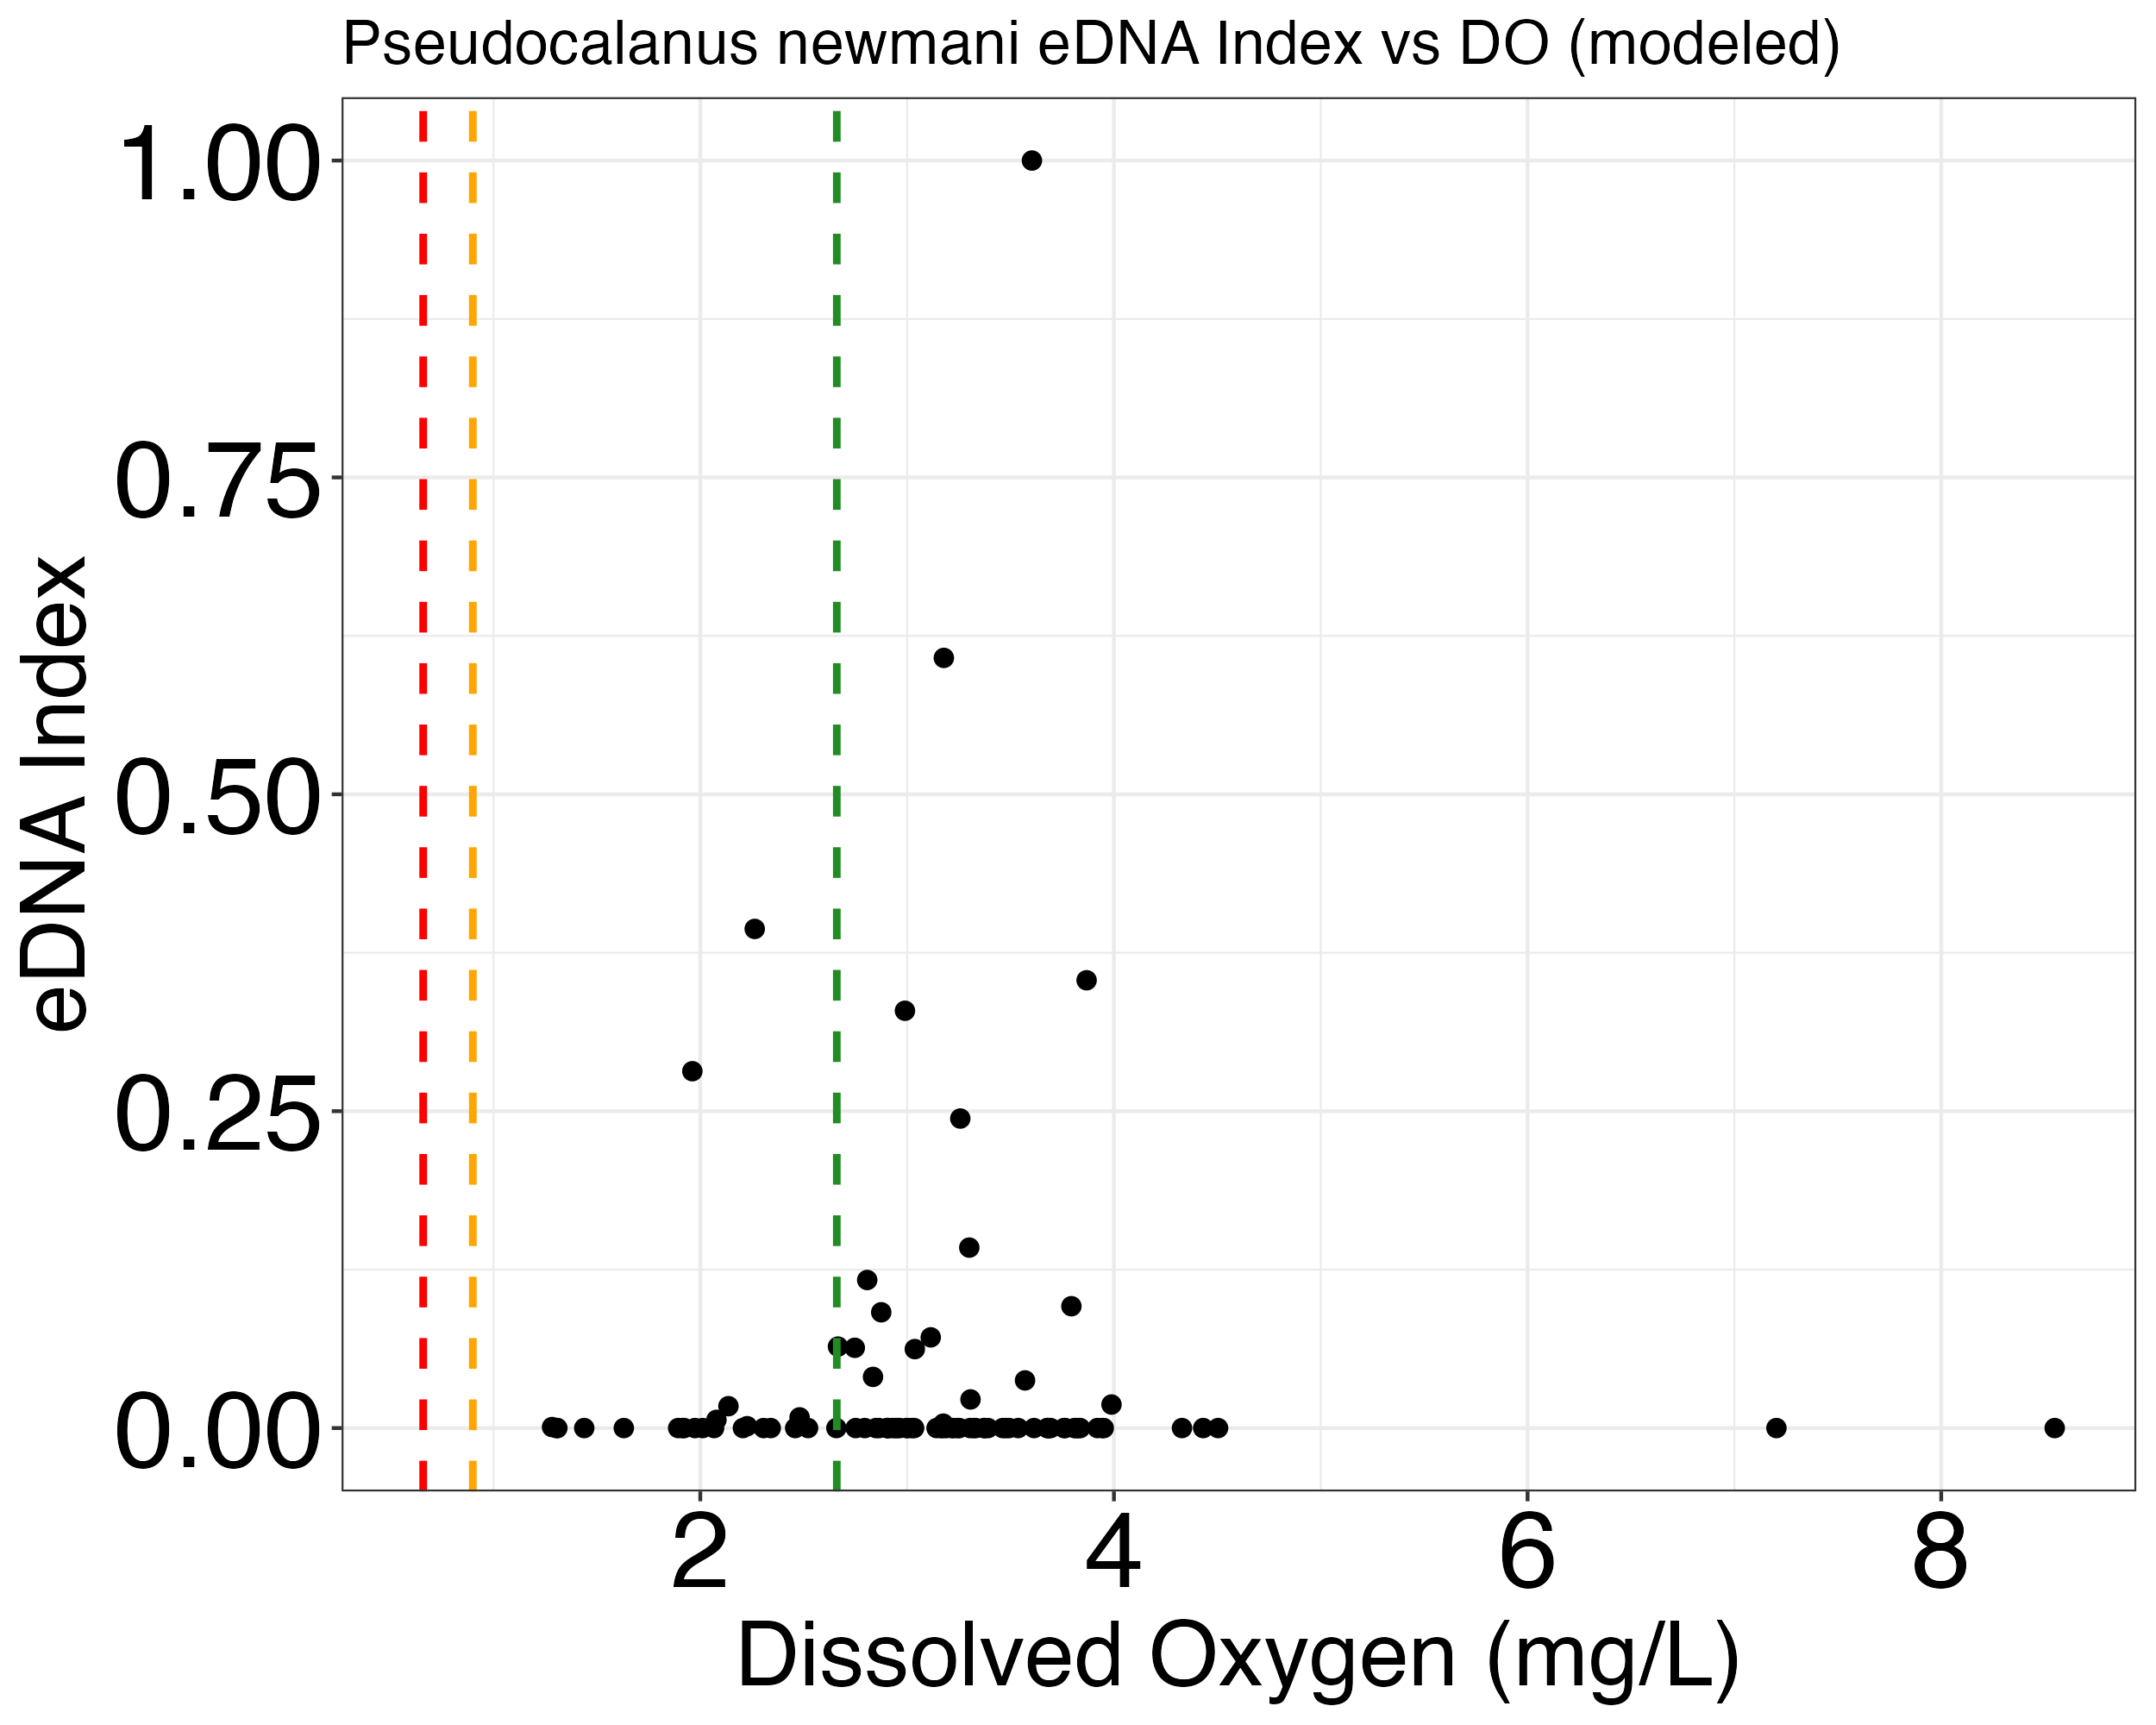 Pseudocalanus newmani eDNA Index vs DO (modeled)
1.00
0.75
0.50
0.25
0.00
eDNA Index
2 4 6 8
Dissolved Oxygen (mg/L)